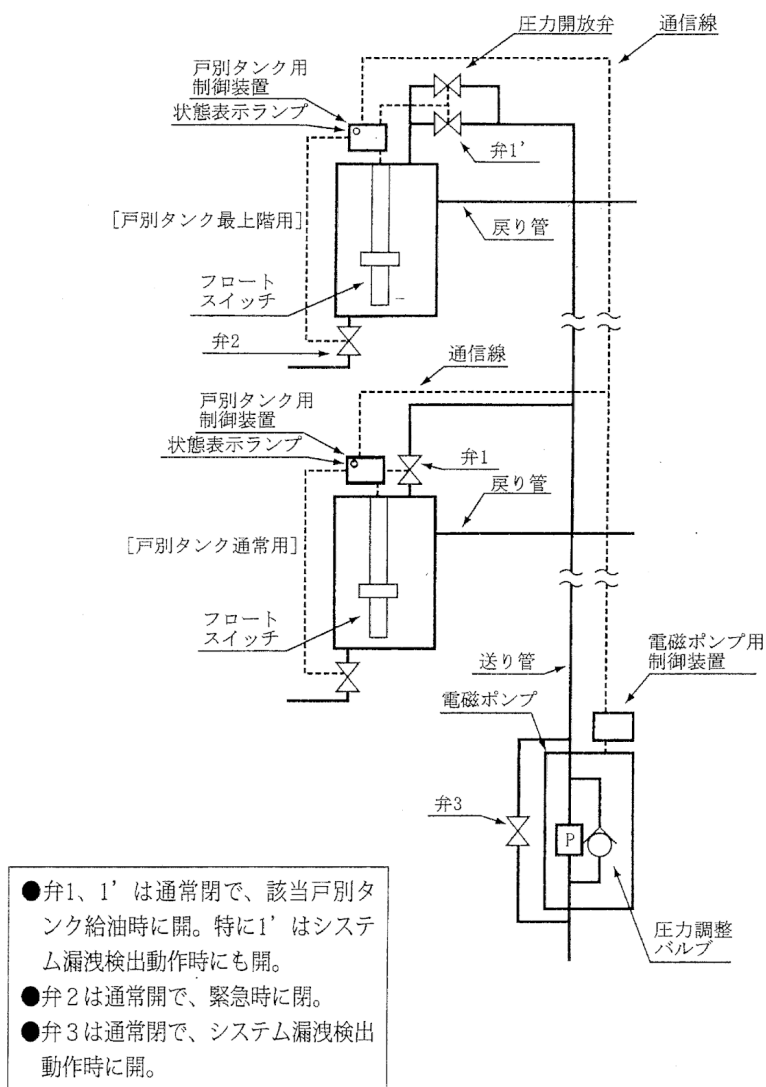 圧力開放弁
通信線
戸別タンク用
制御装置
状態表示ランプ
弁1'
[戸別タンク最上階用]
戻り管
フロート
スイッチ
弁2
通信線
戸別タンク用
制御装置
状態表示ランプ
弁1
戻り管
[戸別タンク通常用]
フロート
スイッチ
送り管
電磁ポンプ用
制御装置
電磁ポンプ
弁3
P
圧力調整
バルブ
●弁1、1’は通常閉で、該当戸別タ
ンク給油時に開。特に1’はシステ
ム漏洩検出動作時にも開。
●弁2は通常開で、緊急時に閉。
●弁3は通常閉で、システム漏洩検出
動作時に開。